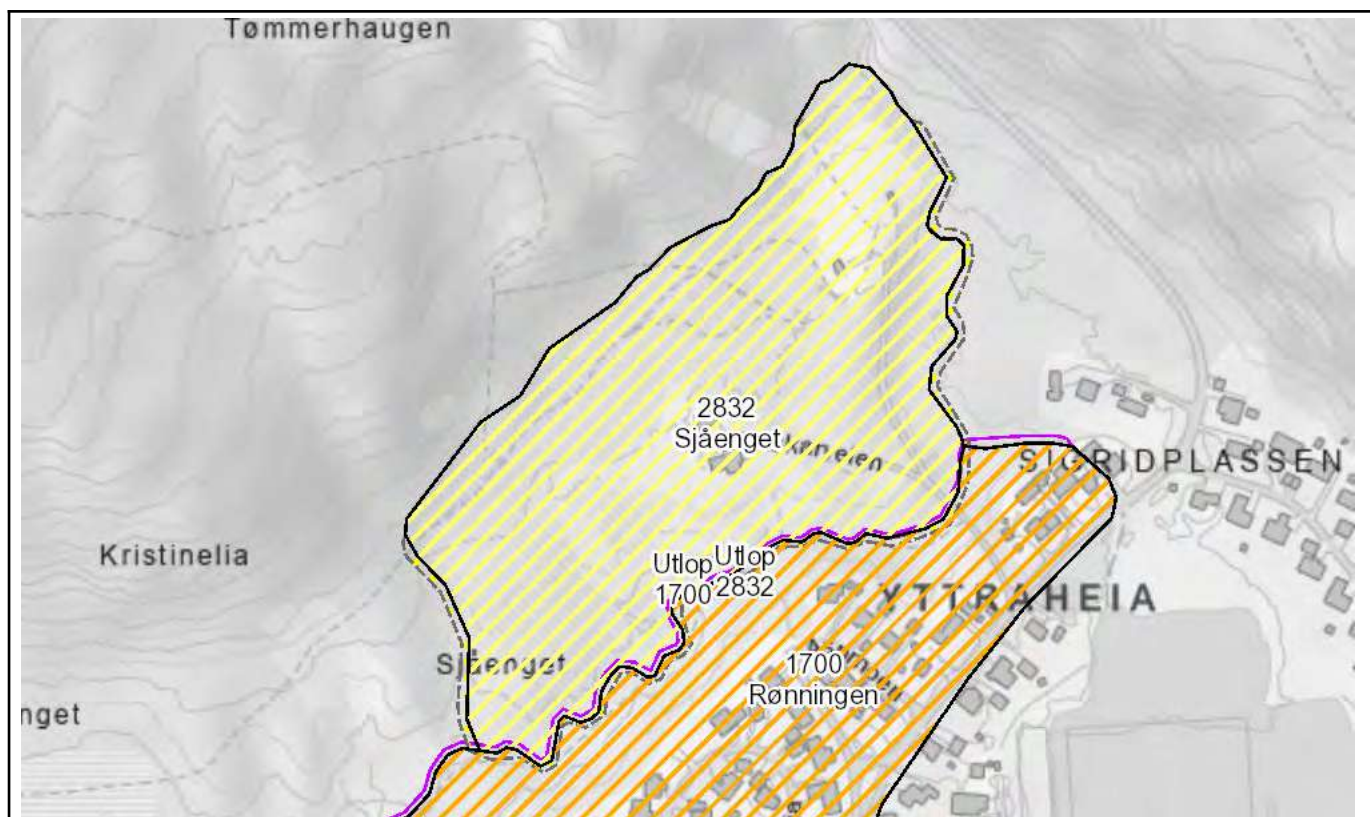 Tømmerhaugen
2832
Sjåenget
SIGRIDPLASSEN
Kristinelia
Utlop
1700
Utlop
2832
YTTRAHEIA
Sjåenget
1700
Rønningen
nget